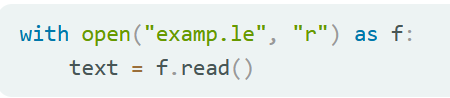 with open("examp.le", "r") as f:
    text = f.read()